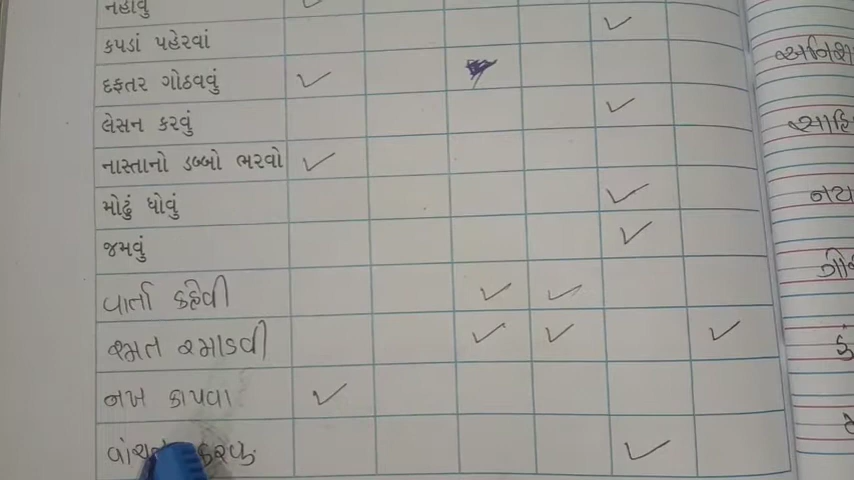 નહાવું
કપડાં પહેરવાં
દફતર ગોઠવવું
લેસન કરવું
નાસ્તાનો ડબ્બો ભરવો
મોઢું ધોવું
જમવું
વાર્તા કહેવી
રમત રમાડવી
નખ કાપવા